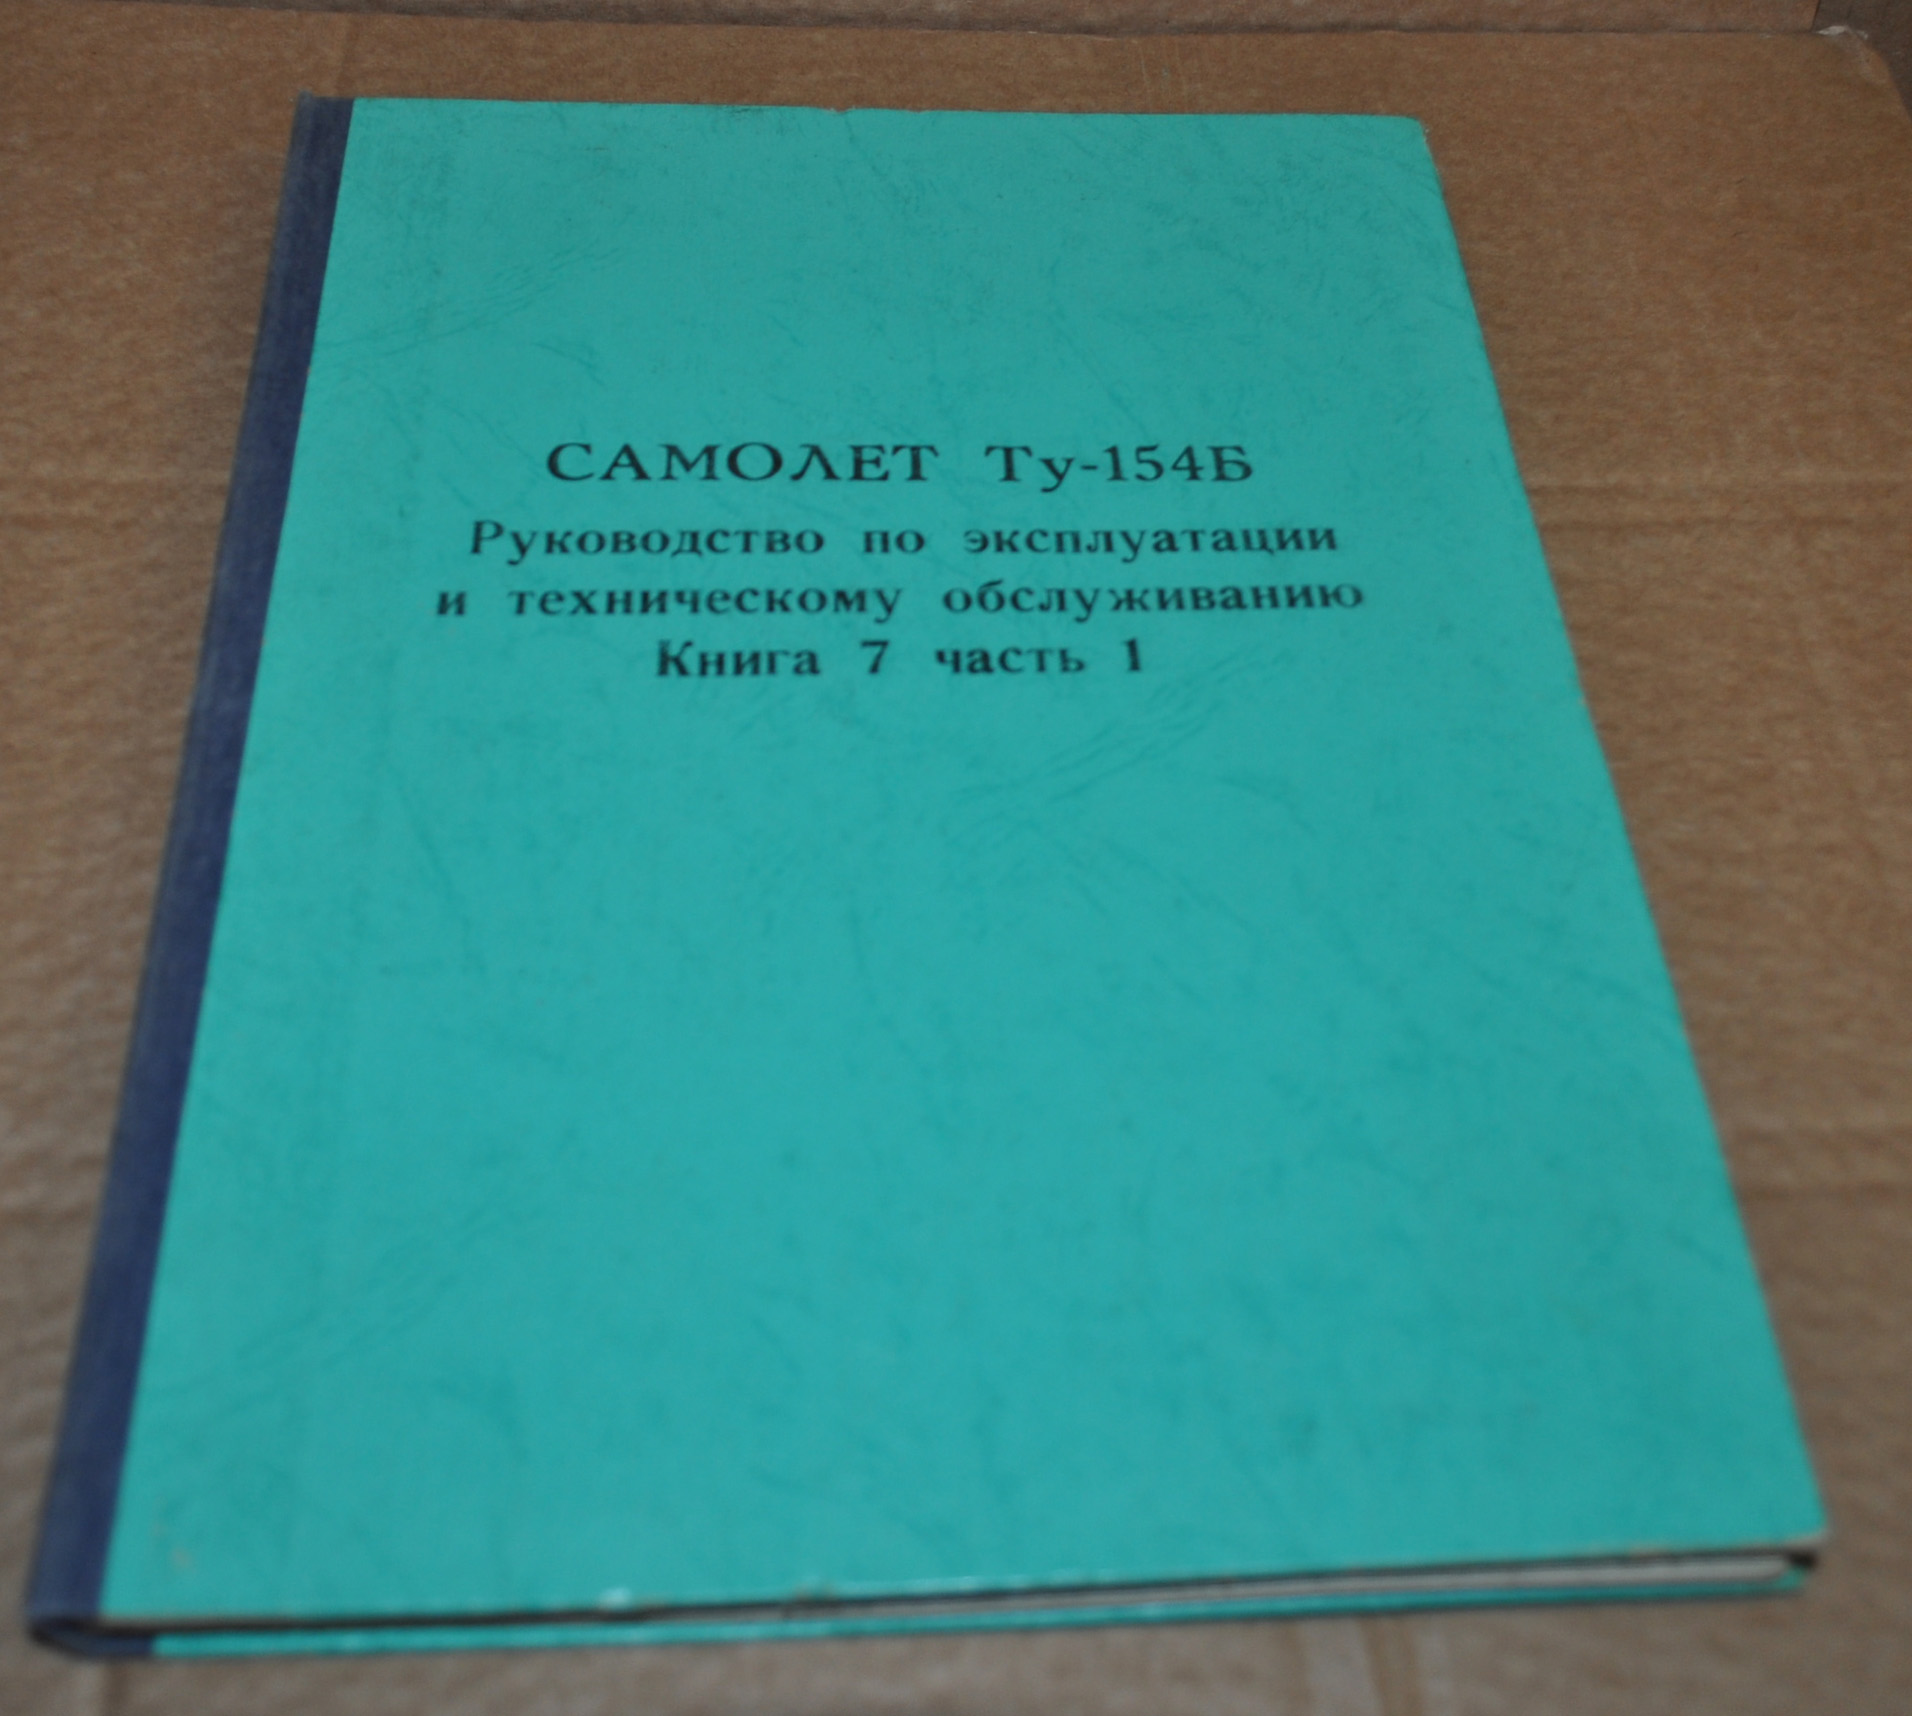 САМОЛЕТ Ту-154Б
Руководство по эксплуатации
и техническому обслуживанию
Книга 7 часть 1